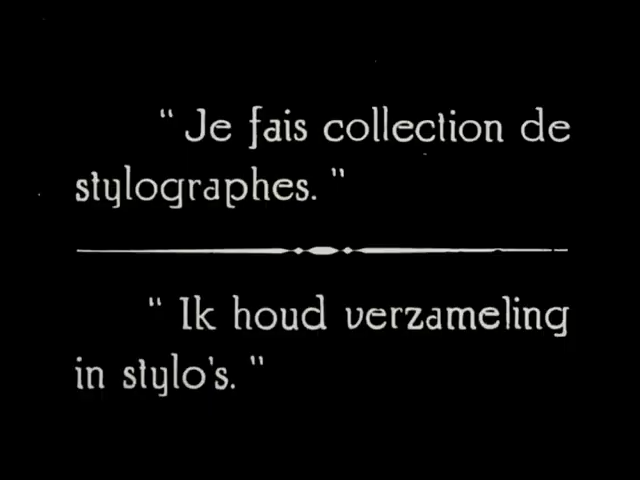 " Je fais collection de
stylographes. "
" Ik houd verzameling
in stylo's. "